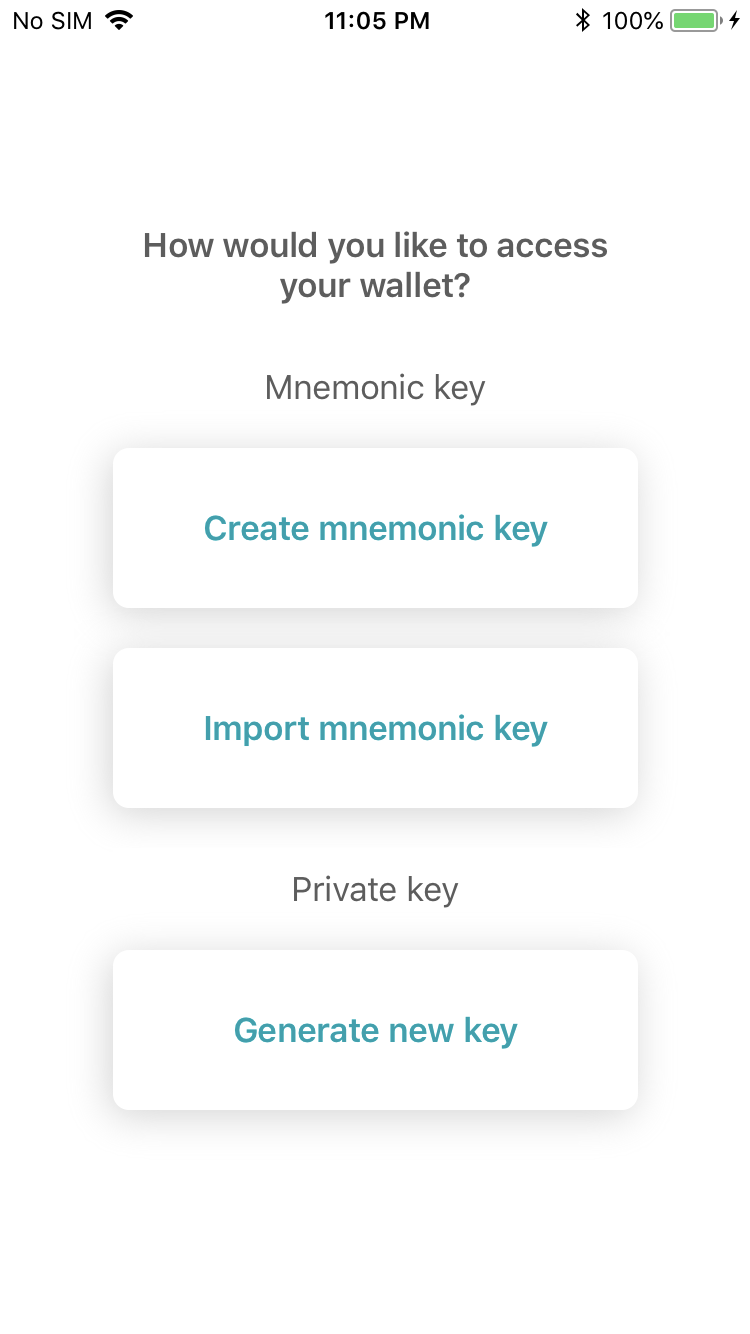 No SIM 11:05 PM 100%
How would you like to access
your wallet?
Mnemonic key
Create mnemonic key
Import mnemonic key
Private key
Generate new key